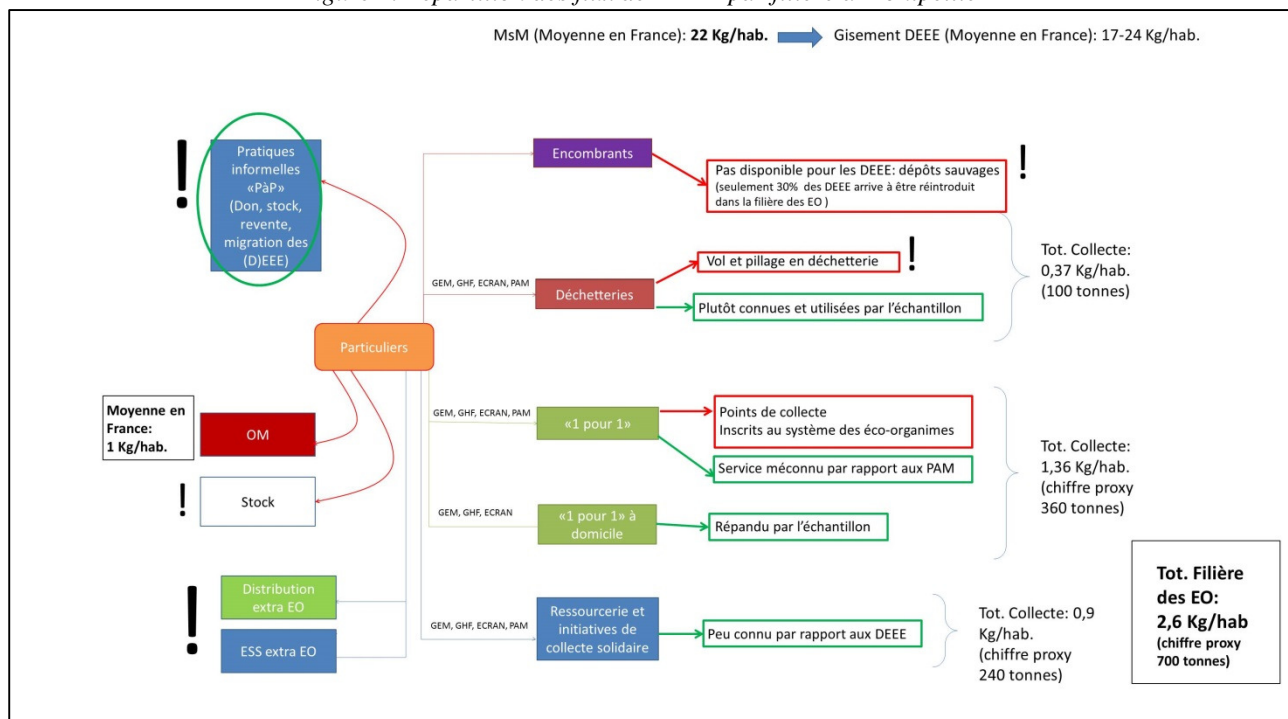 MsM (Moyenne en France): 22 Kg/hab.
Gisement DEEE (Moyenne en France): 17-24 Kg/hab.
!
Pratiques
informelles
«PàP»
(Don, stock,
revente,
migration des
(D)EEE)
Encombrants
Pas disponible pour les DEEE: dépôts sauvages
(seulement 30% des DEEE arrive à être réintroduit
dans la filière des EO )
!
GEM, GHF, ECRAN, PAM
Déchetteries
Vol et pillage en déchetterie
!
Plutôt connues et utilisées par l'échantillon
Tot. Collecte:
0,37 Kg/hab.
(100 tonnes)
Particuliers
Moyenne en
France:
1 Kg/hab.
OM
!
Stock
GEM, GHF, ECRAN, PAM
«1 pour 1»
Points de collecte
Inscrits au système des éco-organimes
Service méconnu par rapport aux PAM
GEM, GHF, ECRAN
«1 pour 1» à
domicile
Répandu par l'échantillon
Tot. Collecte:
1,36 Kg/hab.
(chiffre proxy
360 tonnes)
!
Distribution
extra EO
ESS extra EO
GEM, GHF, ECRAN, PAM
Ressourcerie et
initiatives de
collecte solidaire
Peu connu par rapport aux DEEE
Tot. Collecte: 0,9
Kg/hab.
(chiffre proxy
240 tonnes)
Tot. Filière
des EO:
2,6 Kg/hab
(chiffre proxy
700 tonnes)